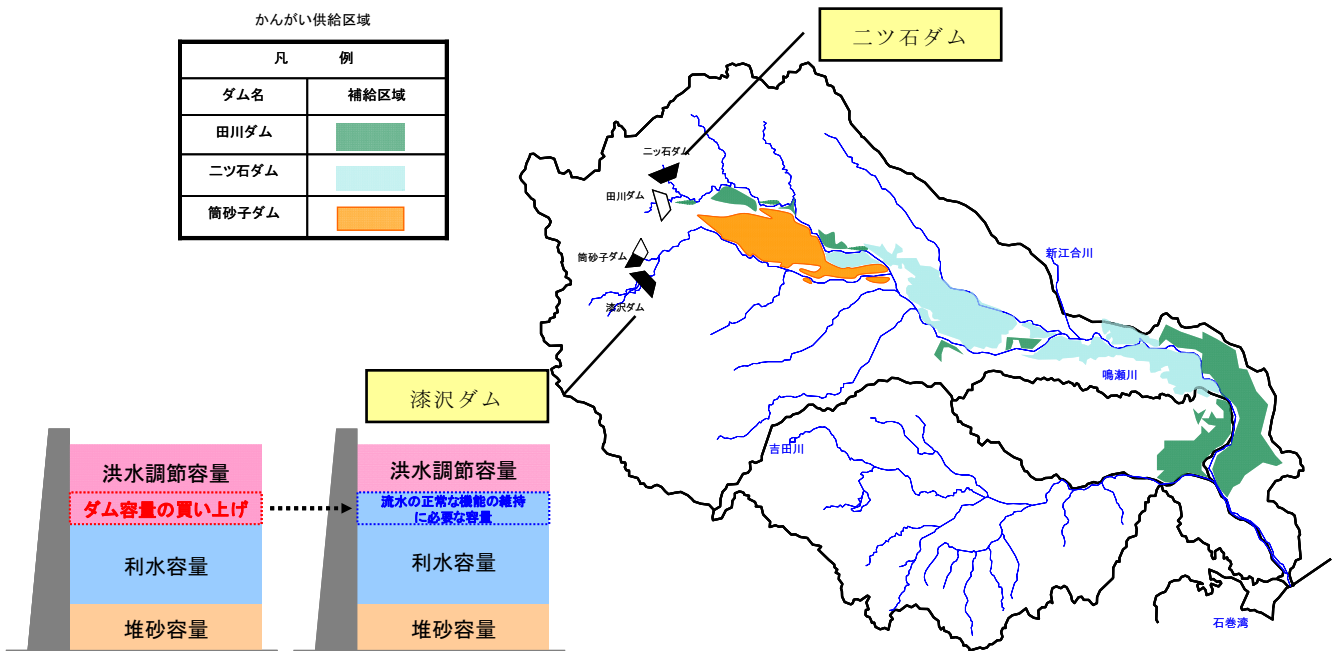 かんがい供給区域
凡 例
ダム名 補給区域
田川ダム
二ツ石ダム
筒砂子ダム
二ツ石ダム
二ッ石ダム
田川ダム
筒砂子ダム
漆沢ダム
新江合川
鳴瀬川
吉田川
石巻湾
漆沢ダム
洪水調節容量
ダム容量の買い上げ
利水容量
堆砂容量
洪水調節容量
流水の正常な機能の維持
に必要な容量
利水容量
堆砂容量